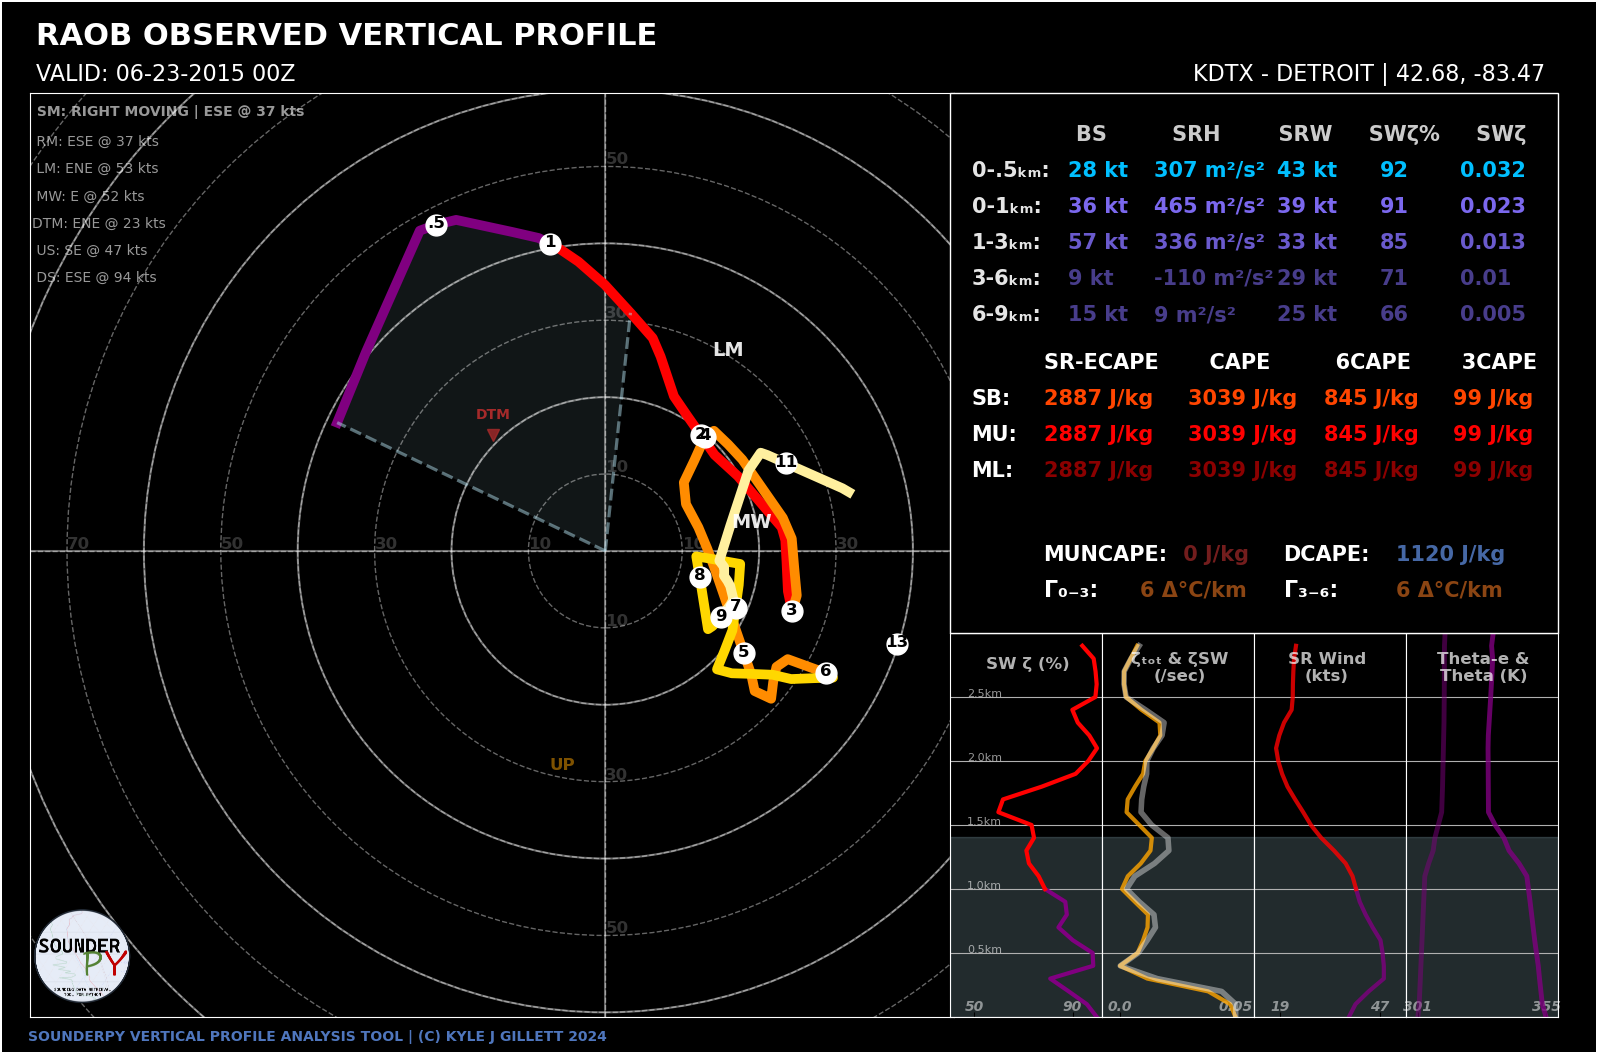 RAOB OBSERVED VERTICAL PROFILE
VALID: 06-23-2015 00Z
KDTX - DETROIT | 42.68, -83.47
SM: RIGHT MOVING | ESE @ 37 kts
RM: ESE @ 37 kts
LM: ENE @ 53 kts
MW: E @ 52 kts
DTM: ENE @ 23 kts
US: SE @ 47 kts
DS: ESE @ 94 kts
50
.5
1
30
LM
DTM
2
4
10
11
MW
70
50
30
10
10
30
8
7
9
3
10
5
13
6
UP
30
50
SOUNDER
PY
SOUNDING DATA RETRIEVAL
TOOL FOR PYTHON
BS SRH SRW SWζ% SWζ
0-.5ₖₘ: 28 kt 307 m²/s² 43 kt 92 0.032
0-1ₖₘ: 36 kt 465 m²/s² 39 kt 91 0.023
1-3ₖₘ: 57 kt 336 m²/s² 33 kt 85 0.013
3-6ₖₘ: 9 kt -110 m²/s² 29 kt 71 0.01
6-9ₖₘ: 15 kt 9 m²/s² 25 kt 66 0.005
SR-ECAPE CAPE 6CAPE 3CAPE
SB: 2887 J/kg 3039 J/kg 845 J/kg 99 J/kg
MU: 2887 J/kg 3039 J/kg 845 J/kg 99 J/kg
ML: 2887 J/kg 3039 J/kg 845 J/kg 99 J/kg
MUNCAPE: 0 J/kg DCAPE: 1120 J/kg
Γ₀₋₃: 6 Δ°C/km Γ₃₋₆: 6 Δ°C/km
SW ζ (%)
ζₜₒₜ & ζSW
(/sec)
SR Wind
(kts)
Theta-e &
Theta (K)
2.5km
2.0km
1.5km
1.0km
0.5km
50 90 0.0 0.05 19 47 301 355
SOUNDERPY VERTICAL PROFILE ANALYSIS TOOL | (C) KYLE J GILLETT 2024